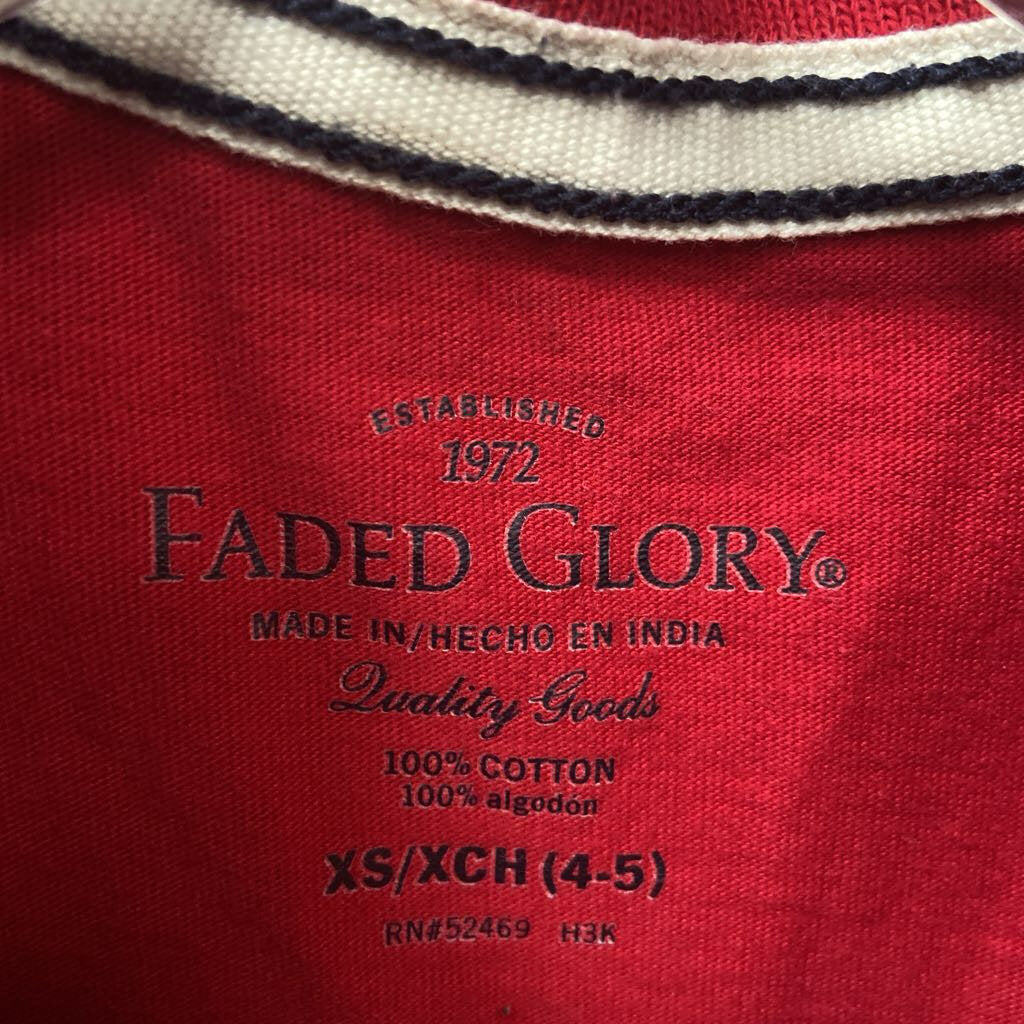 ESTABLISHED
1972
FADED GLORY®
MADE IN/HECHO EN INDIA
Quality Goods
100% COTTON
100% algodón
XS/XCH (4-5)
RN#52469 H3K